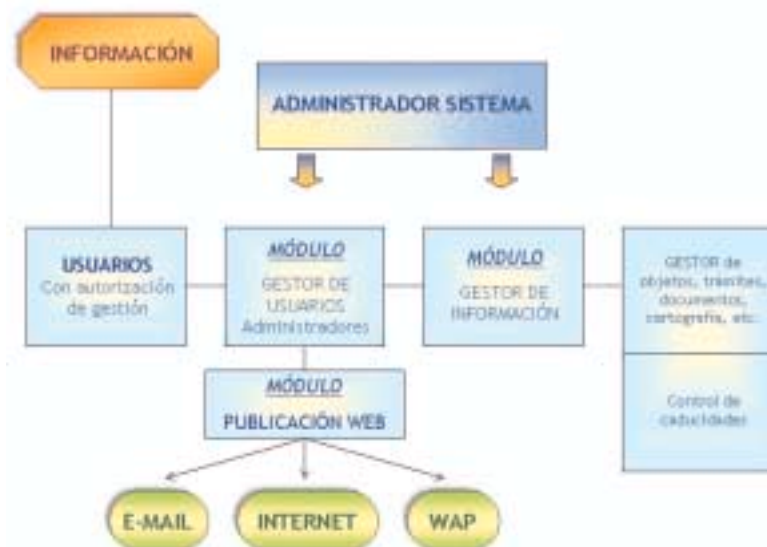 INFORMACIÓN
ADMINISTRADOR SISTEMA
USUARIOS
Con autorización
de gestión
MÓDULO
GESTOR DE
USUARIOS
Administradores
MÓDULO
GESTOR DE
INFORMACIÓN
GESTOR de
objetos, trámites,
documentos,
cartografía, etc.
Control de
caducidades
MÓDULO
PUBLICACIÓN WEB
E-MAIL
INTERNET
WAP